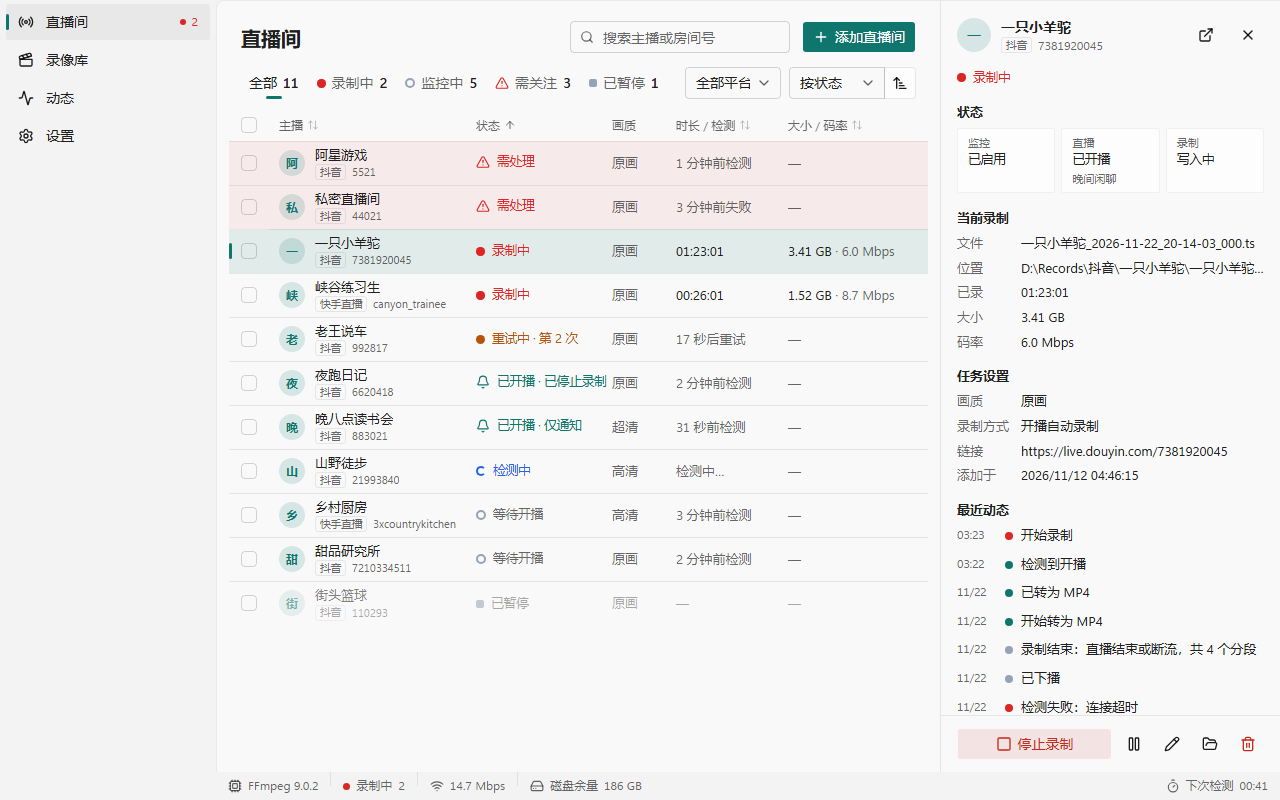 直播间 2
录像库
动态
设置
直播间
搜索主播或房间号
添加直播间
全部 11 录制中 2 监控中 5 需关注 3 已暂停 1
全部平台 按状态
主播 状态 画质 时长 / 检测 大小 / 码率
阿 阿星游戏 抖音 5521 需处理 原画 1 分钟前检测 —
私 私密直播间 抖音 44021 需处理 原画 3 分钟前失败 —
一 一只小羊驼 抖音 7381920045 录制中 原画 01:23:01 3.41 GB · 6.0 Mbps
峡 峡谷练习生 快手直播 canyon_trainee 录制中 原画 00:26:01 1.52 GB · 8.7 Mbps
老 老王说车 抖音 992817 重试中 · 第 2 次 原画 17 秒后重试 —
夜 夜跑日记 抖音 6620418 已开播 · 已停止录制 原画 2 分钟前检测 —
晚 晚八点读书会 抖音 883021 已开播 · 仅通知 超清 31 秒前检测 —
山 山野徒步 抖音 21993840 检测中 高清 检测中... —
乡 乡村厨房 快手直播 3xcountrykitchen 等待开播 高清 3 分钟前检测 —
甜 甜品研究所 抖音 7210334511 等待开播 原画 2 分钟前检测 —
街 街头篮球 抖音 110293 已暂停 原画 — —
一 一只小羊驼
抖音 7381920045
录制中
状态
监控 直播 录制
已启用 已开播 写入中
晚间闲聊
当前录制
文件 一只小羊驼_2026-11-22_20-14-03_000.ts
位置 D:\Records\抖音\一只小羊驼\一只小羊驼...
已录 01:23:01
大小 3.41 GB
码率 6.0 Mbps
任务设置
画质 原画
录制方式 开播自动录制
链接 https://live.douyin.com/7381920045
添加于 2026/11/12 04:46:15
最近动态
03:23 开始录制
03:22 检测到开播
11/22 已转为 MP4
11/22 开始转为 MP4
11/22 录制结束：直播结束或断流，共 4 个分段
11/22 已下播
11/22 检测失败：连接超时
停止录制
FFmpeg 9.0.2 录制中 2 14.7 Mbps 磁盘余量 186 GB 下次检测 00:41